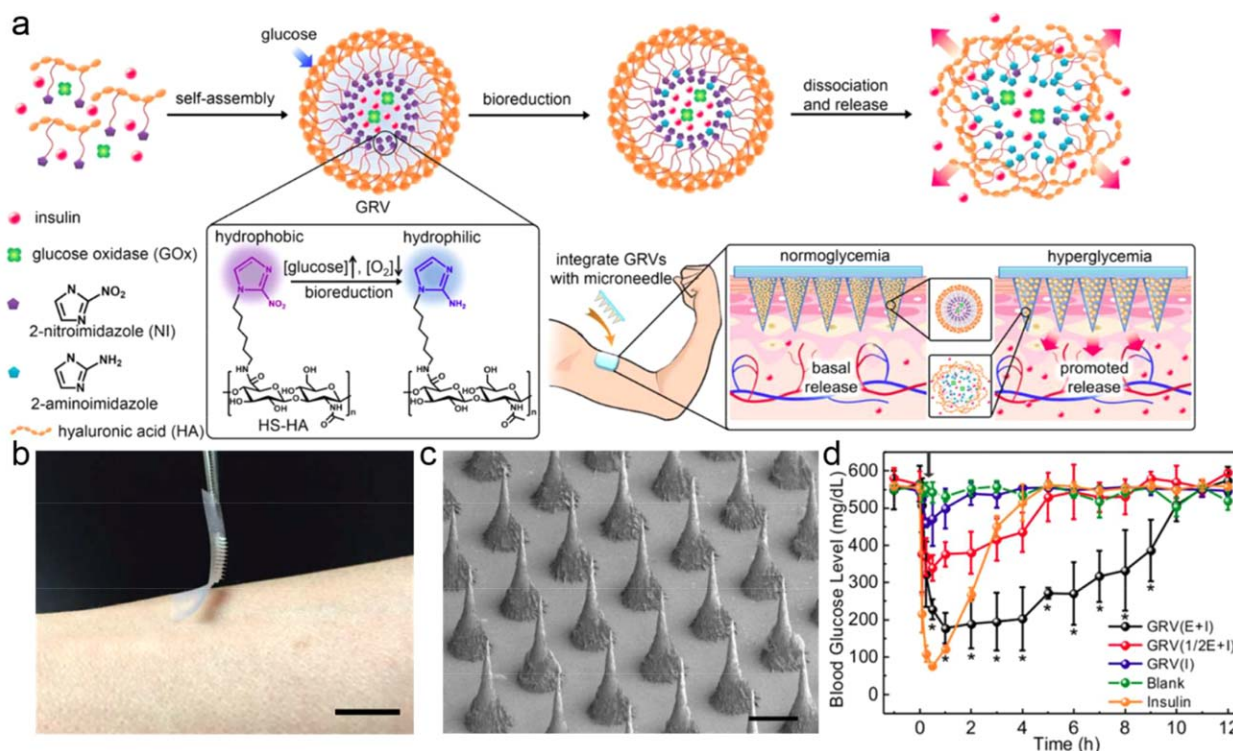 a
glucose
self-assembly
bioreduction
dissociation
and release
GRV
insulin
glucose oxidase (GOx)
NO₂
2-nitroimidazole (NI)
NH₂
2-aminoimidazole
hyaluronic acid (HA)
hydrophobic
hydrophilic
[glucose]↑, [O₂]↓
bioreduction
HS-HA
integrate GRVs
with microneedle
normoglycemia
hyperglycemia
basal
release
promoted
release
b
c
d
Blood Glucose Level (mg/dL)
600
500
400
300
200
100
0
0 2 4 6 8 10 12
Time (h)
GRV(E+I)
GRV(1/2E+I)
GRV(I)
Blank
Insulin